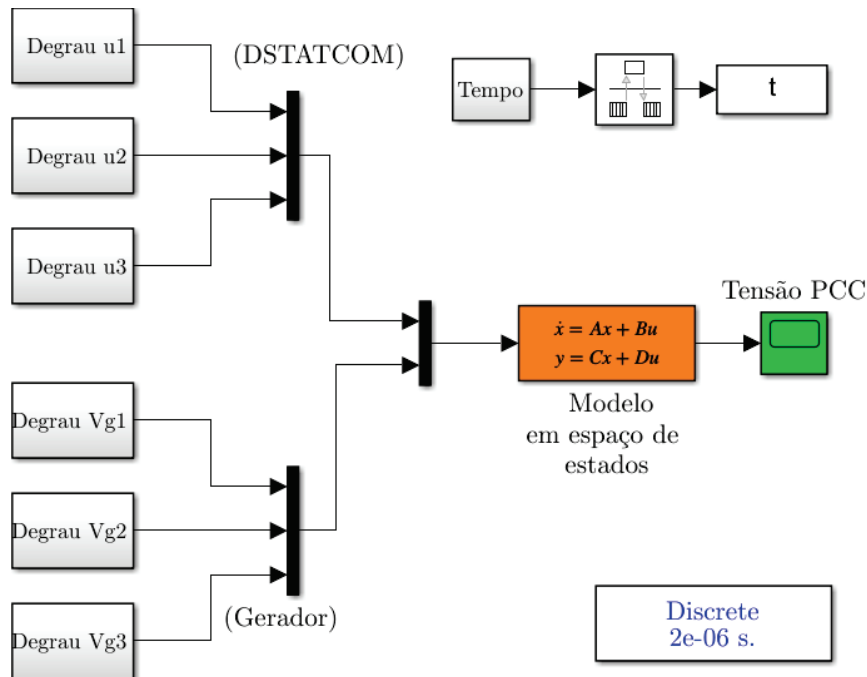 Degrau u1
(DSTATCOM)
Tempo
t
Degrau u2
Degrau u3
Tensão PCC
ẋ = Ax + Bu
y = Cx + Du
Modelo
em espaço de
estados
Degrau Vg1
Degrau Vg2
(Gerador)
Degrau Vg3
Discrete
2e-06 s.